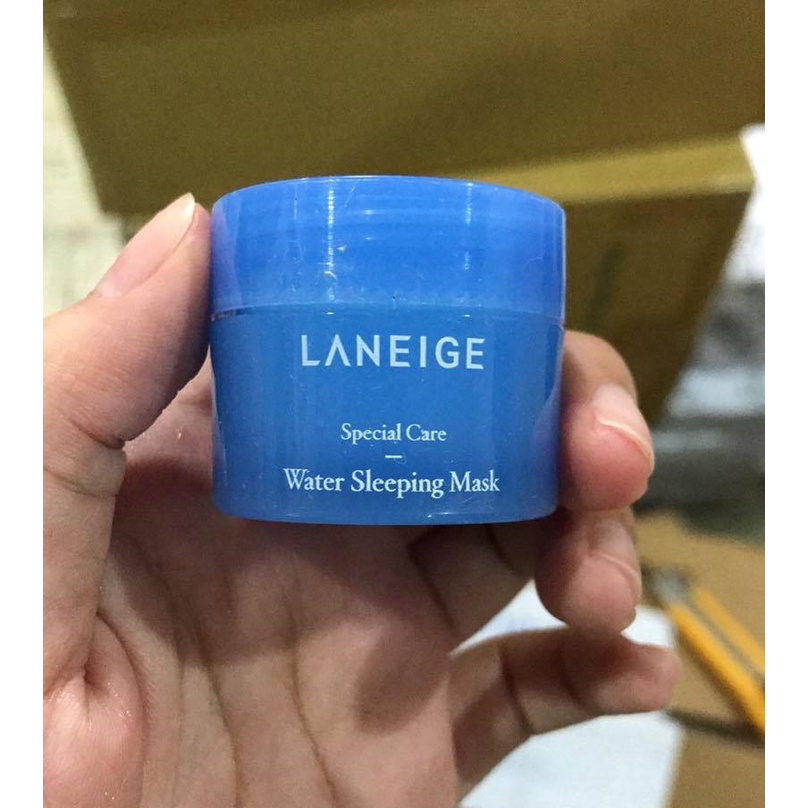 LANEIGE
Special Care
Water Sleeping Mask